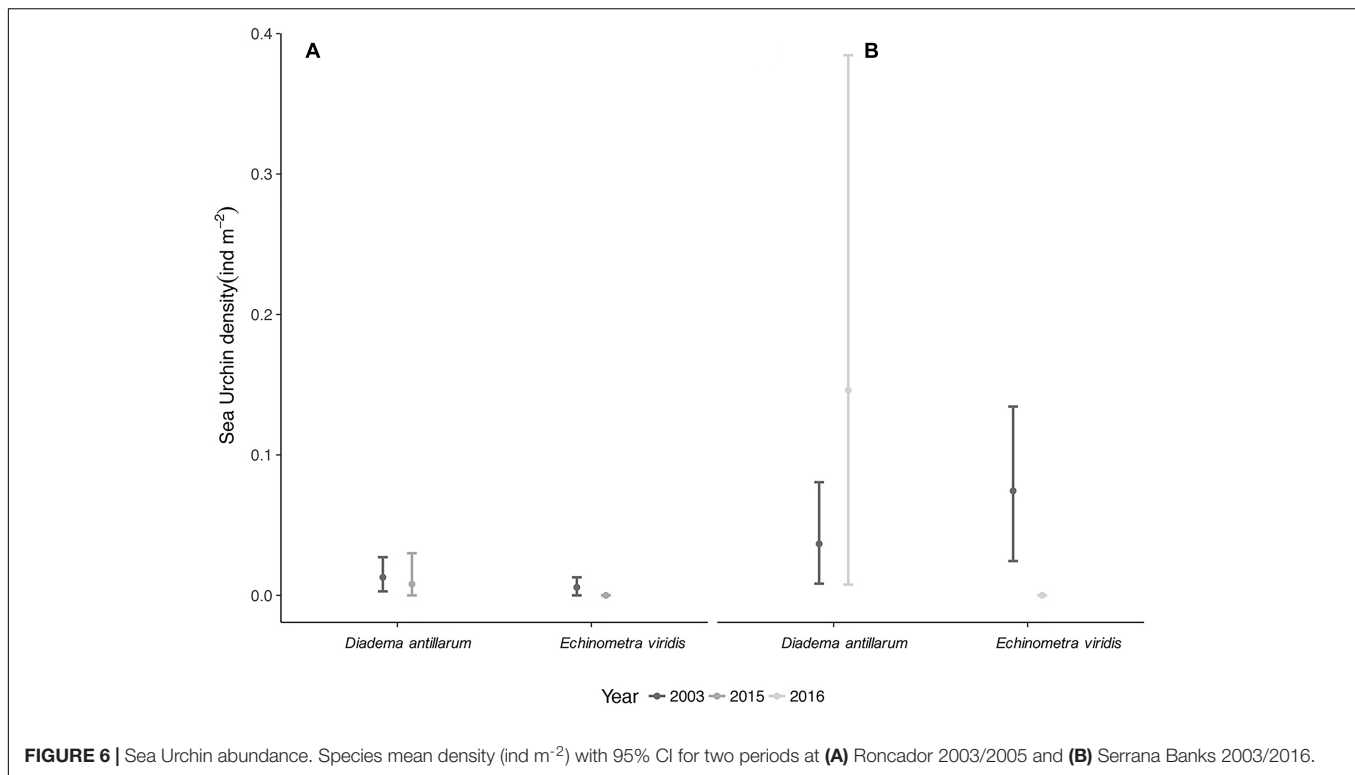 A
B
0.4
0.3
0.2
0.1
0.0
Sea Urchin density(ind m⁻²)
Diadema antillarum
Echinometra viridis
Diadema antillarum
Echinometra viridis
Year 2003 2015 2016
FIGURE 6 | Sea Urchin abundance. Species mean density (ind m⁻²) with 95% CI for two periods at (A) Roncador 2003/2005 and (B) Serrana Banks 2003/2016.